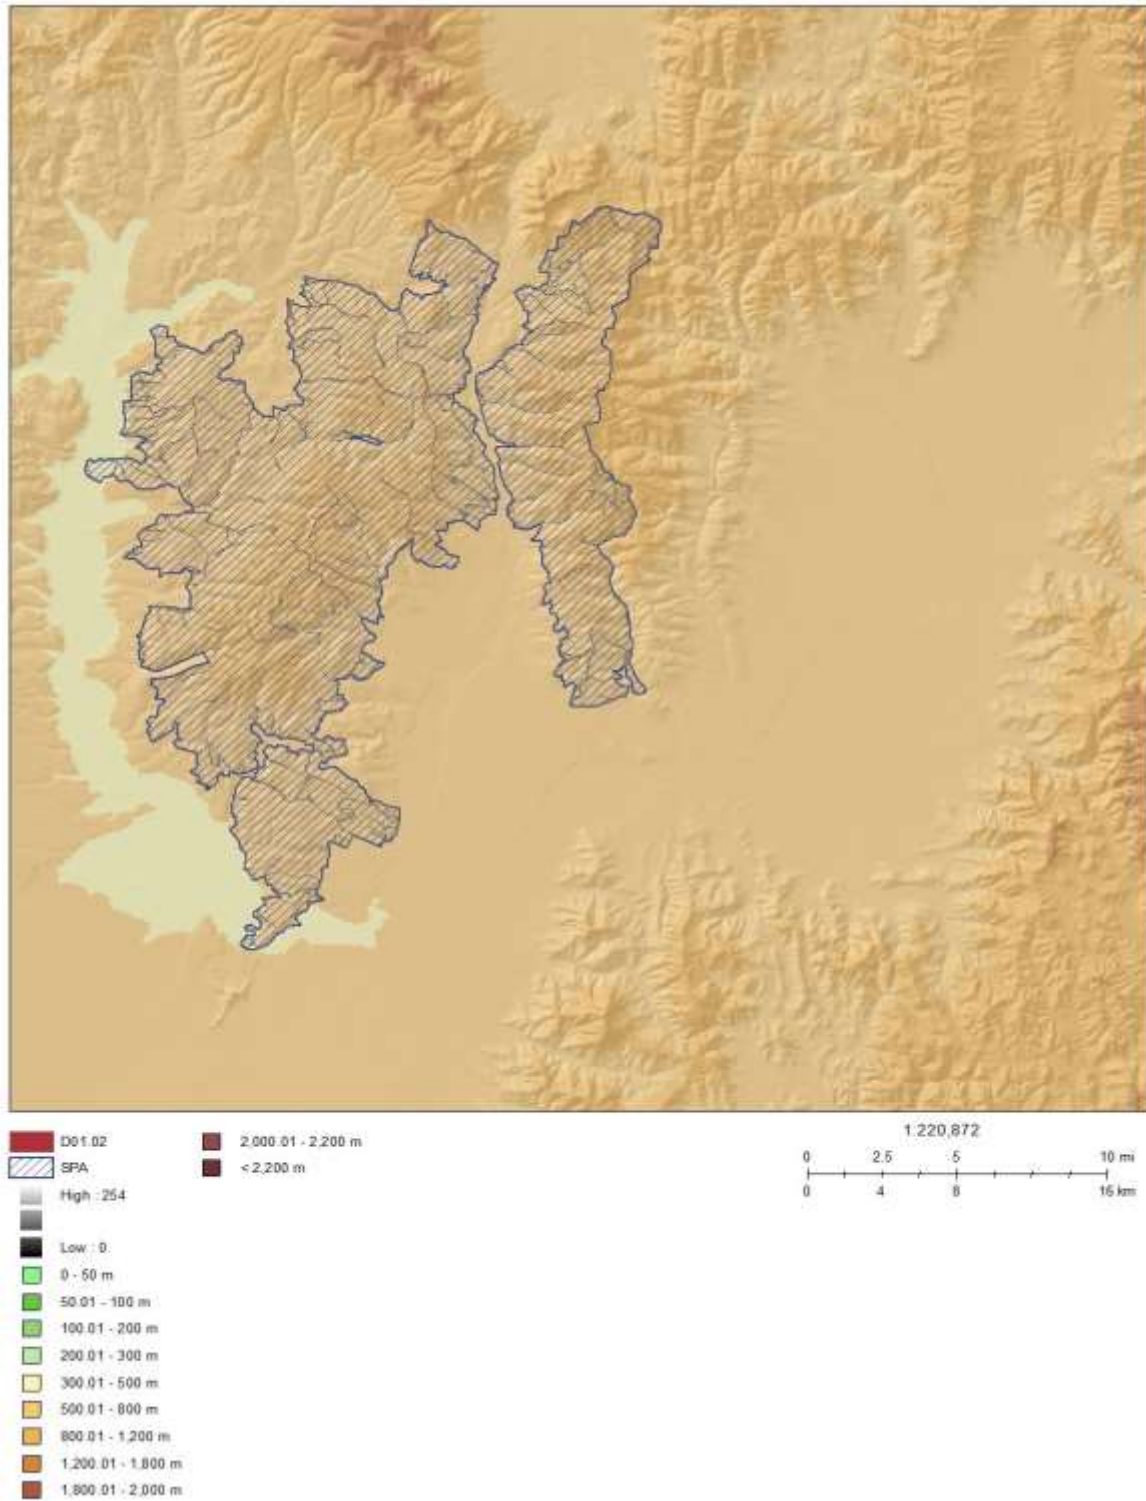 D01.02
SPA
High : 254
Low : 0
0 - 50 m
50.01 - 100 m
100.01 - 200 m
200.01 - 300 m
300.01 - 500 m
500.01 - 800 m
800.01 - 1,200 m
1,200.01 - 1,800 m
1,800.01 - 2,000 m
2,000.01 - 2,200 m
< 2,200 m
1:220,872
0 2.5 5 10 mi
0 4 8 16 km